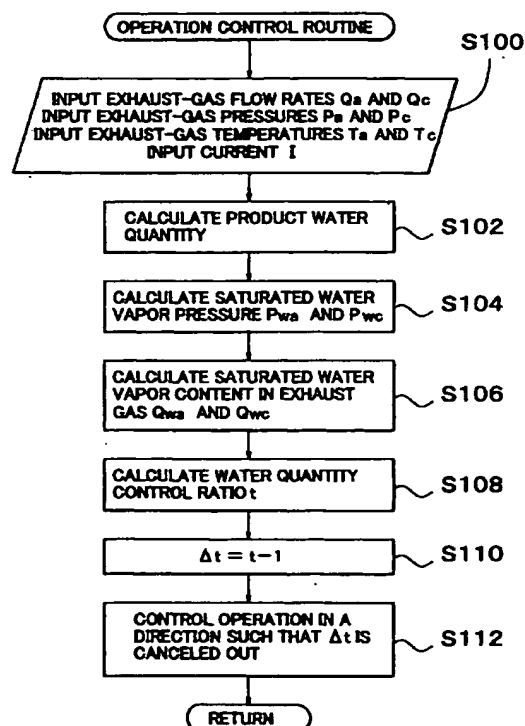 OPERATION CONTROL ROUTINE
S100
INPUT EXHAUST-GAS FLOW RATES Qa AND Qc
INPUT EXHAUST-GAS PRESSURES Pa AND Pc
INPUT EXHAUST-GAS TEMPERATURES Ta AND Tc
INPUT CURRENT I
CALCULATE PRODUCT WATER
QUANTITY
S102
CALCULATE SATURATED WATER
VAPOR PRESSURE Pwa AND Pwc
S104
CALCULATE SATURATED WATER
VAPOR CONTENT IN EXHAUST
GAS Qwa AND Qwc
S106
CALCULATE WATER QUANTITY
CONTROL RATIO t
S108
Δt = t-1
S110
CONTROL OPERATION IN A
DIRECTION SUCH THAT Δt IS
CANCELED OUT
S112
RETURN